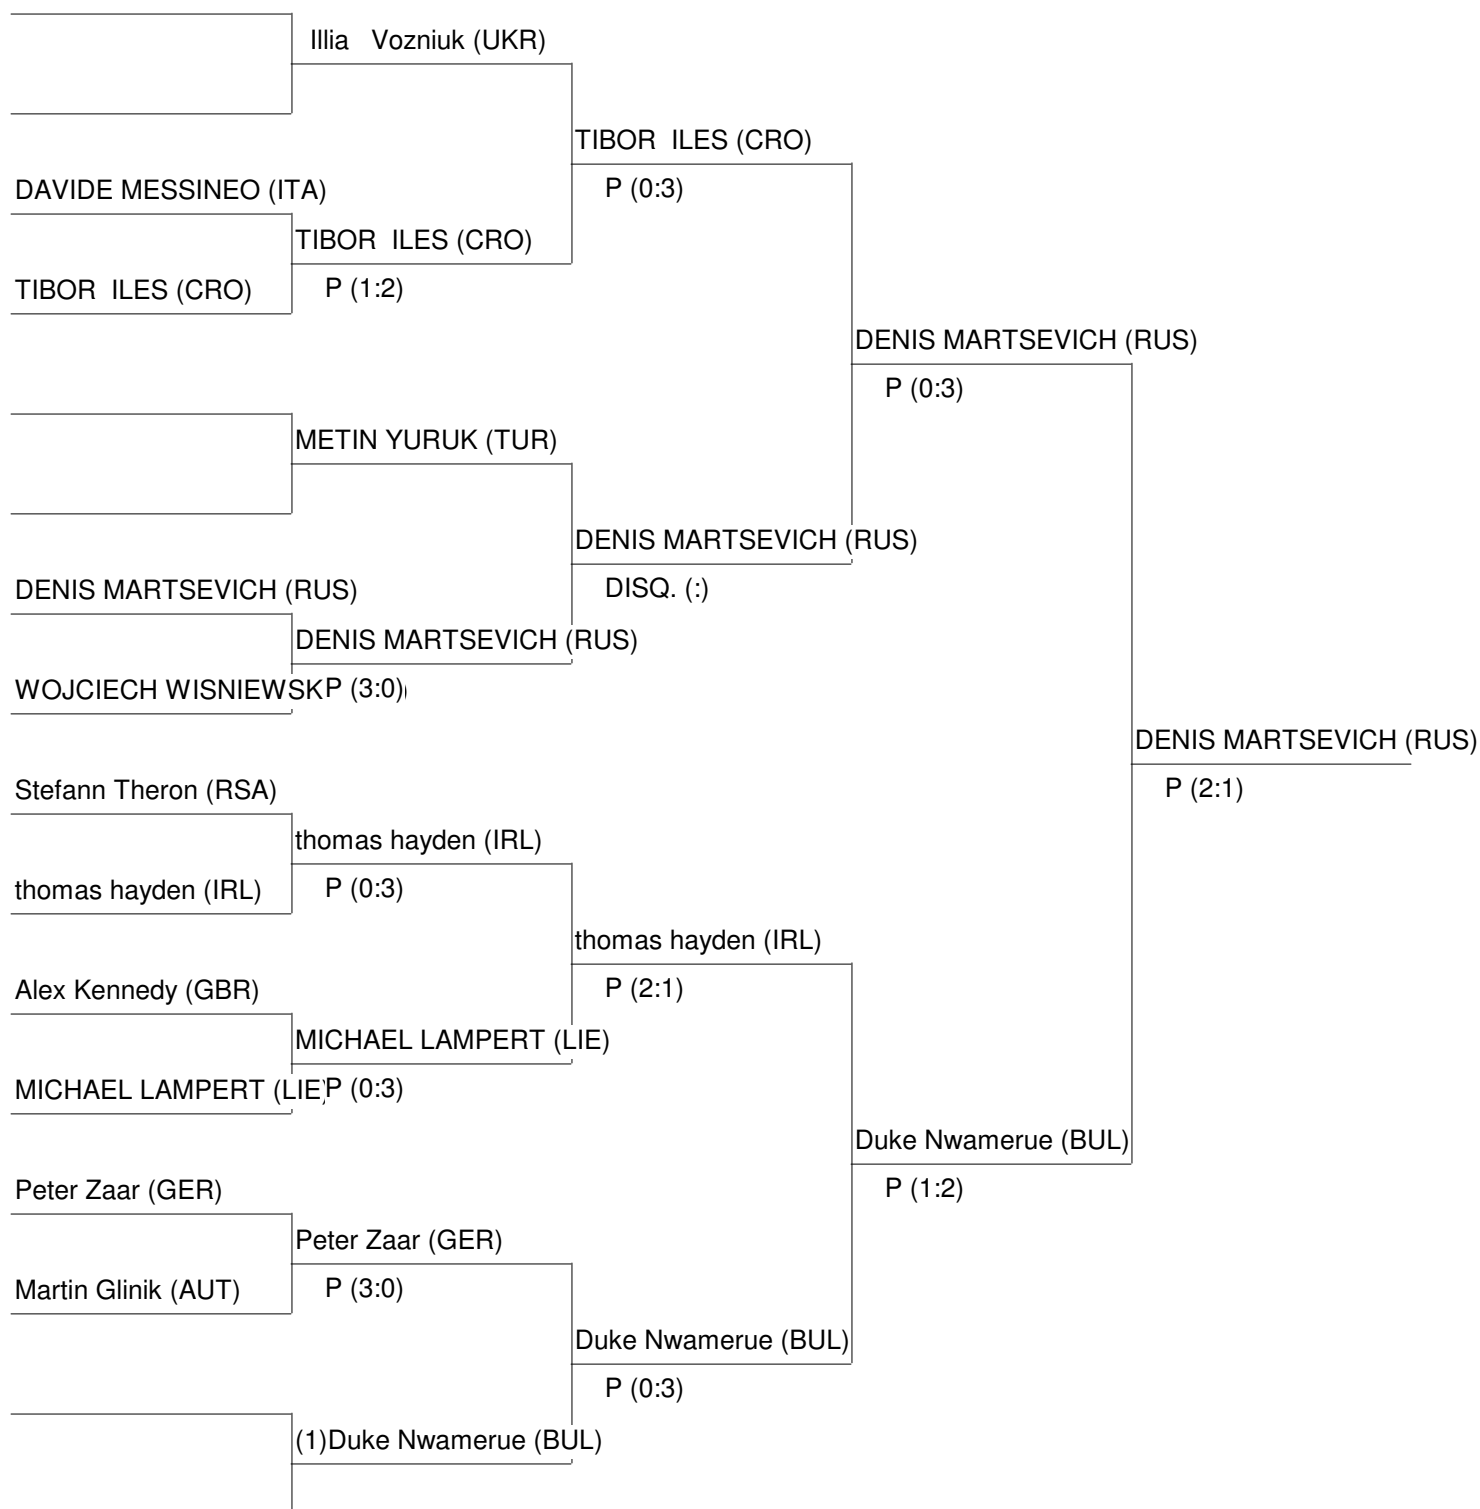 Illia Vozniuk (UKR)
TIBOR ILES (CRO)
P (0:3)
DAVIDE MESSINEO (ITA)
TIBOR ILES (CRO)
TIBOR ILES (CRO)
P (1:2)
DENIS MARTSEVICH (RUS)
P (0:3)
METIN YURUK (TUR)
DENIS MARTSEVICH (RUS)
DISQ. (:)
DENIS MARTSEVICH (RUS)
DENIS MARTSEVICH (RUS)
WOJCIECH WISNIEWSK
P (3:0)
DENIS MARTSEVICH (RUS)
P (2:1)
Stefann Theron (RSA)
thomas hayden (IRL)
thomas hayden (IRL)
P (0:3)
thomas hayden (IRL)
P (2:1)
Alex Kennedy (GBR)
MICHAEL LAMPERT (LIE)
MICHAEL LAMPERT (LIE)
P (0:3)
Duke Nwamerue (BUL)
P (1:2)
Peter Zaar (GER)
Peter Zaar (GER)
Martin Glinik (AUT)
P (3:0)
Duke Nwamerue (BUL)
P (0:3)
(1)Duke Nwamerue (BUL)